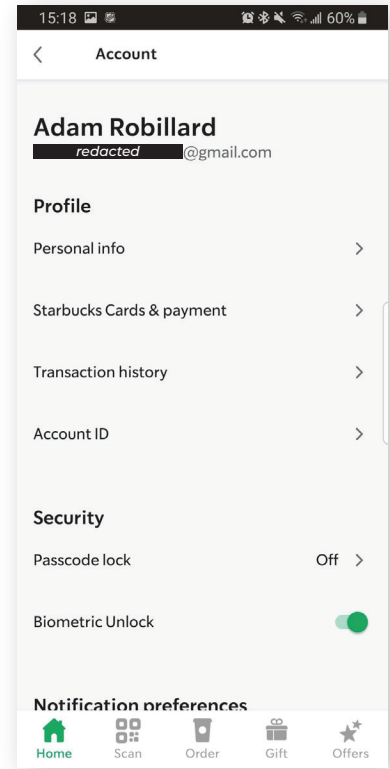 15:18 60%
Account
Adam Robillard
redacted @gmail.com
Profile
Personal info
Starbucks Cards & payment
Transaction history
Account ID
Security
Passcode lock Off
Biometric Unlock
Notification preferences
Home Scan Order Gift Offers